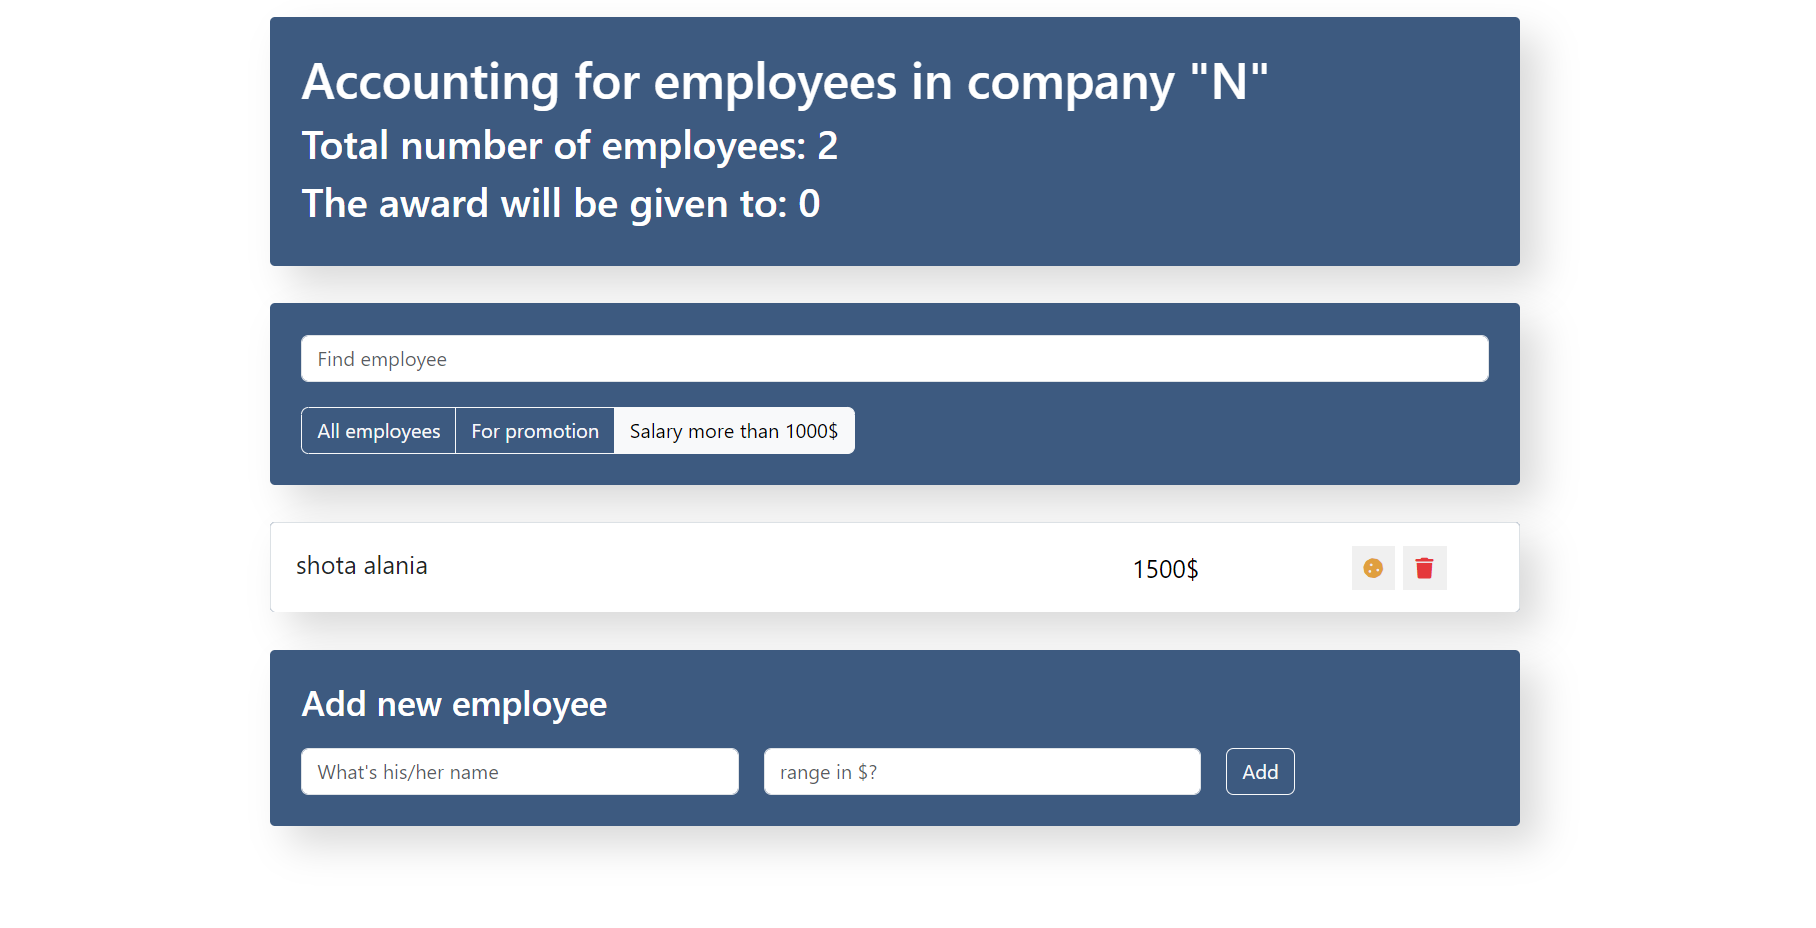 Accounting for employees in company "N"
Total number of employees: 2
The award will be given to: 0
Find employee
All employees For promotion Salary more than 1000$
shota alania 1500$
Add new employee
What's his/her name range in $? Add